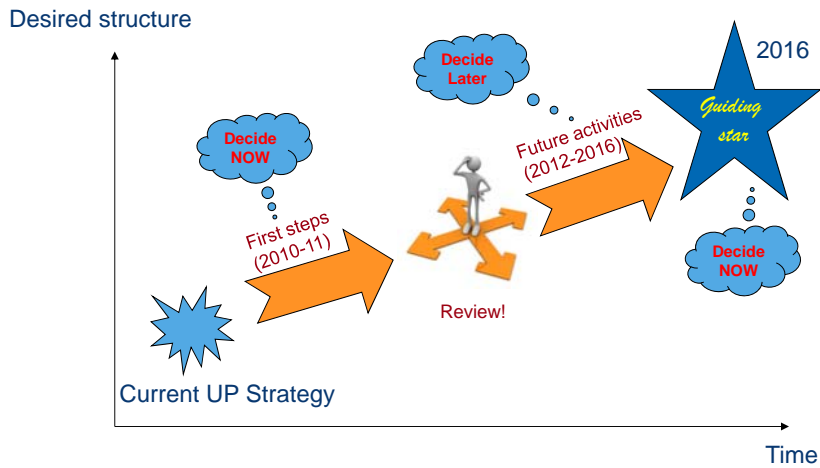 Desired structure
2016
Decide
Later
Guiding
star
Future activities
(2012-2016)
Decide
NOW
First steps
(2010-11)
Decide
NOW
Review!
Current UP Strategy
Time